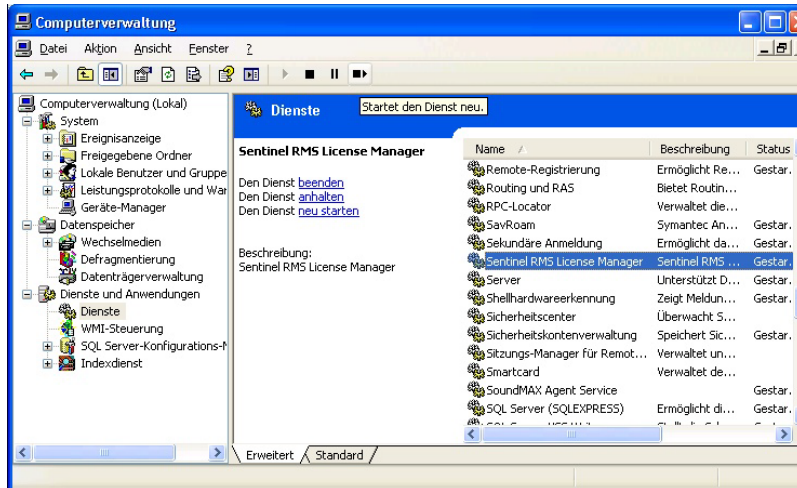 Computerverwaltung
Datei Aktion Ansicht Fenster ?
Startet den Dienst neu.
Computerverwaltung (Lokal)
System
Ereignisanzeige
Freigegebene Ordner
Lokale Benutzer und Gruppe
Leistungsprotokolle und War
Geräte-Manager
Datenspeicher
Wechselmedien
Defragmentierung
Datenträgerverwaltung
Dienste und Anwendungen
Dienste
WMI-Steuerung
SQL Server-Konfigurations-M
Indexdienst
Dienste
Sentinel RMS License Manager
Den Dienst beenden
Den Dienst anhalten
Den Dienst neu starten
Beschreibung:
Sentinel RMS License Manager
Name Beschreibung Status
Remote-Registrierung Ermöglicht Re... Gestar.
Routing und RAS Bietet Routin...
RPC-Locator Verwaltet die...
SavRoam Symantec An... Gestar.
Sekundäre Anmeldung Ermöglicht da... Gestar.
Sentinel RMS License Manager Sentinel RMS ... Gestar.
Server Unterstützt D... Gestar.
Shellhardwareerkennung Zeigt Meldun... Gestar.
Sicherheitscenter Überwacht S...
Sicherheitskontenverwaltung Speichert Sic... Gestar.
Sitzungs-Manager für Remot... Verwaltet un...
Smartcard Verwaltet de...
SoundMAX Agent Service Gestar.
SQL Server (SQLEXPRESS) Ermöglicht di... Gestar.
Erweitert Standard